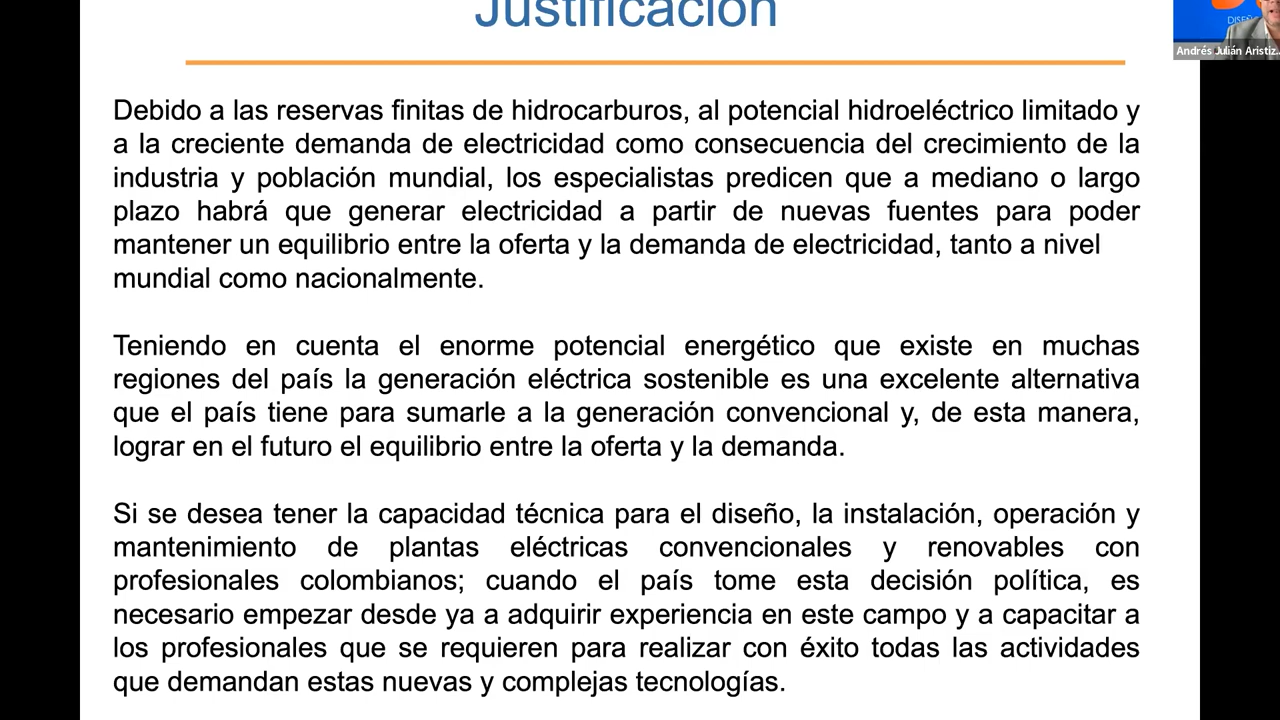 Justificación
DISEÑO
Andrés Julián Aristiz...
Debido a las reservas finitas de hidrocarburos, al potencial hidroeléctrico limitado y
a la creciente demanda de electricidad como consecuencia del crecimiento de la
industria y población mundial, los especialistas predicen que a mediano o largo
plazo habrá que generar electricidad a partir de nuevas fuentes para poder
mantener un equilibrio entre la oferta y la demanda de electricidad, tanto a nivel
mundial como nacionalmente.
Teniendo en cuenta el enorme potencial energético que existe en muchas
regiones del país la generación eléctrica sostenible es una excelente alternativa
que el país tiene para sumarle a la generación convencional y, de esta manera,
lograr en el futuro el equilibrio entre la oferta y la demanda.
Si se desea tener la capacidad técnica para el diseño, la instalación, operación y
mantenimiento de plantas eléctricas convencionales y renovables con
profesionales colombianos; cuando el país tome esta decisión política, es
necesario empezar desde ya a adquirir experiencia en este campo y a capacitar a
los profesionales que se requieren para realizar con éxito todas las actividades
que demandan estas nuevas y complejas tecnologías.